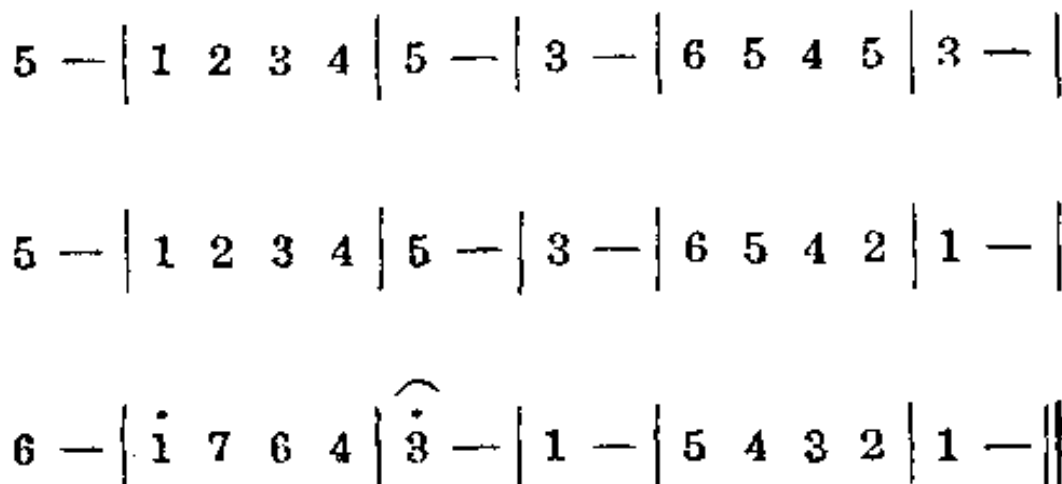 5 — | 1 2 3 4 | 5 — | 3 — | 6 5 4 5 | 3 — |
5 — | 1 2 3 4 | 5 — | 3 — | 6 5 4 2 | 1 — |
6 — | 1̇ 7 6 4 | 3̇ — | 1 — | 5 4 3 2 | 1 — ‖